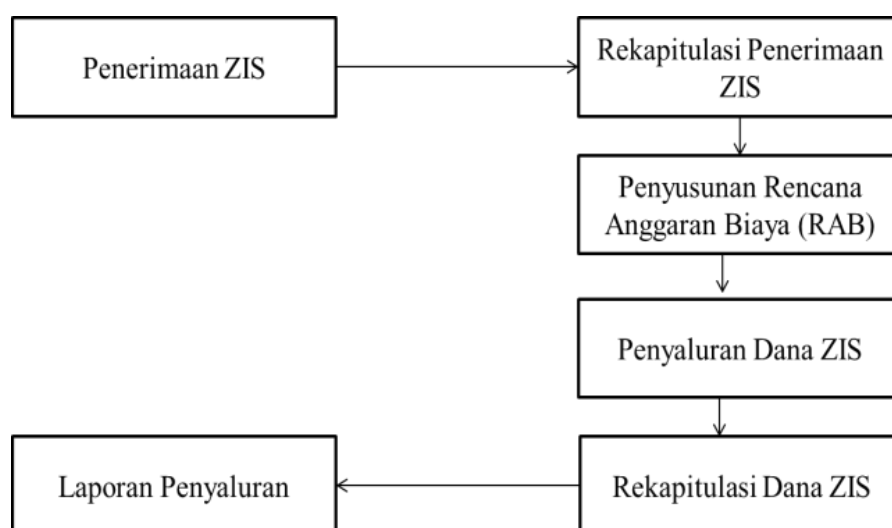 Penerimaan ZIS
Rekapitulasi Penerimaan
ZIS
Penyusunan Rencana
Anggaran Biaya (RAB)
Penyaluran Dana ZIS
Rekapitulasi Dana ZIS
Laporan Penyaluran